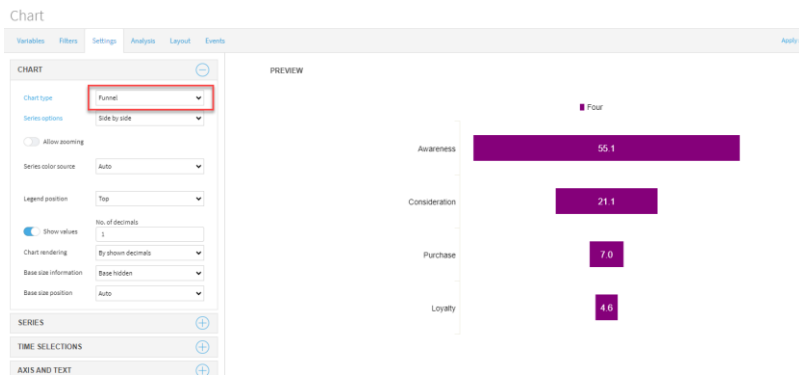 Chart
Variables Filters Settings Analysis Layout Events Apply
CHART
Chart type Funnel
Series options Side by side
Allow zooming
Series color source Auto
Legend position Top
No. of decimals
Show values 1
Chart rendering By shown decimals
Base size information Base hidden
Base size position Auto
SERIES
TIME SELECTIONS
AXIS AND TEXT
PREVIEW
Four
Awareness 55.1
Consideration 21.1
Purchase 7.0
Loyalty 4.6